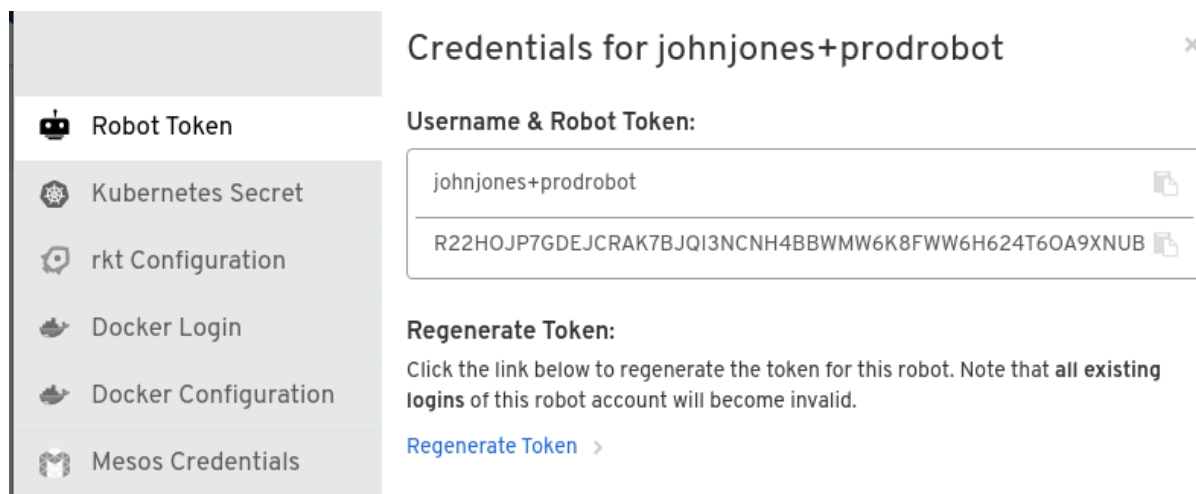 Credentials for johnjones+prodrobot
Robot Token
Kubernetes Secret
rkt Configuration
Docker Login
Docker Configuration
Mesos Credentials
Username & Robot Token:
johnjones+prodrobot
R22HOJP7GDEJCRAK7BJQI3NCNH4BBWMW6K8FWW6H624T6OA9XNUB
Regenerate Token:
Click the link below to regenerate the token for this robot. Note that all existing
logins of this robot account will become invalid.
Regenerate Token